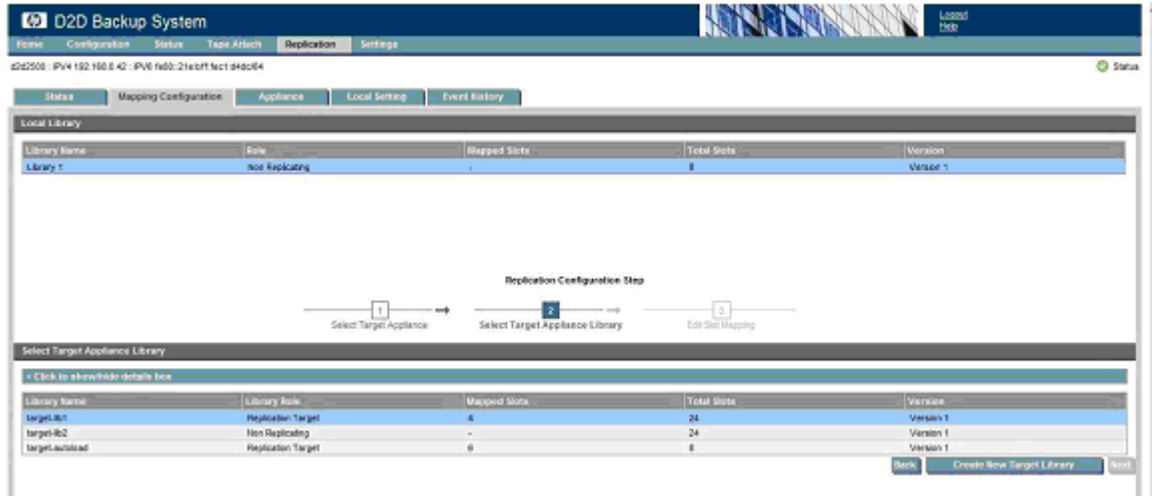 hp D2D Backup System
Logout
Help
Home Configuration Status Tape Attach Replication Settings
Status
Status Mapping Configuration Appliance Local Setting Event History
Local Library
Library Name Role Mapped Slots Total Slots Version
Library 1 Non Replicating - 8 Version 1
Replication Configuration Step
1 2 3
Select Target Appliance Select Target Appliance Library Edit Slot Mapping
Select Target Appliance Library
Click to show/hide details box
Library Name Library Role Mapped Slots Total Slots Version
target-lib1 Replication Target 24 Version 1
target-lib2 Non Replicating - 24 Version 1
target-autoload Replication Target 6 8 Version 1
Back Create New Target Library Next